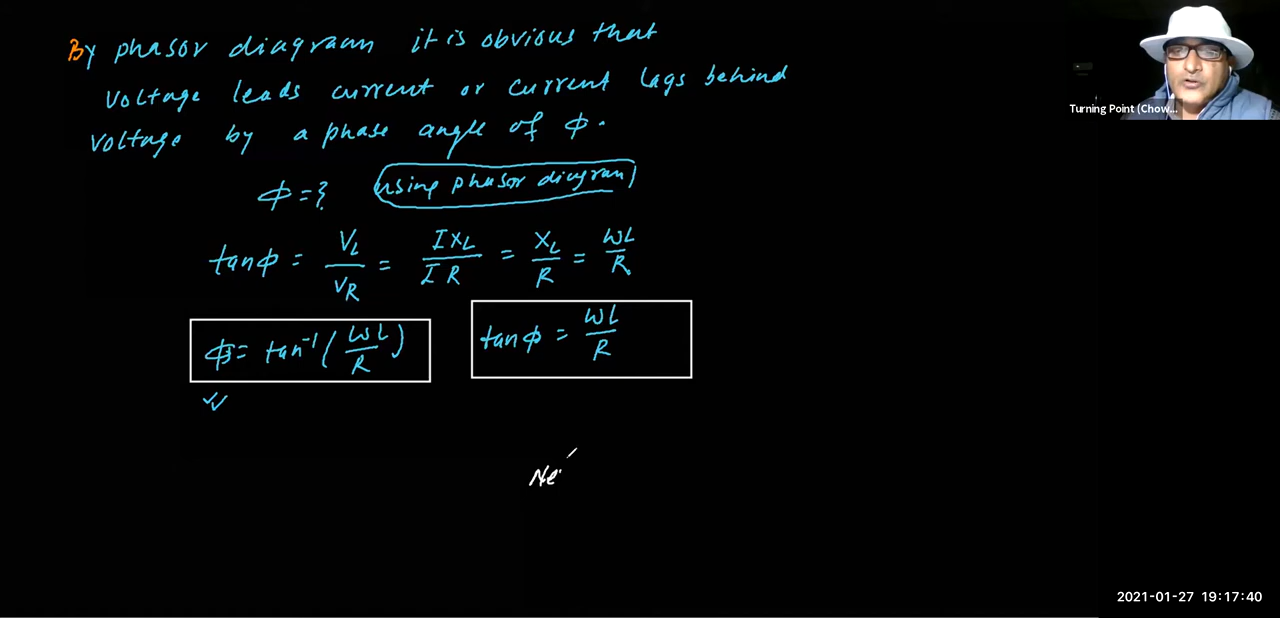 By phasor diagram it is obvious that
voltage leads current or current lags behind
voltage by a phase angle of ϕ.
ϕ = ? (using phasor diagram)
tanϕ = V_L/V_R = IX_L/IR = X_L/R = ωL/R
ϕ = tan⁻¹(ωL/R)
tanϕ = ωL/R
Ne
Turning Point (Chow...
2021-01-27 19:17:40